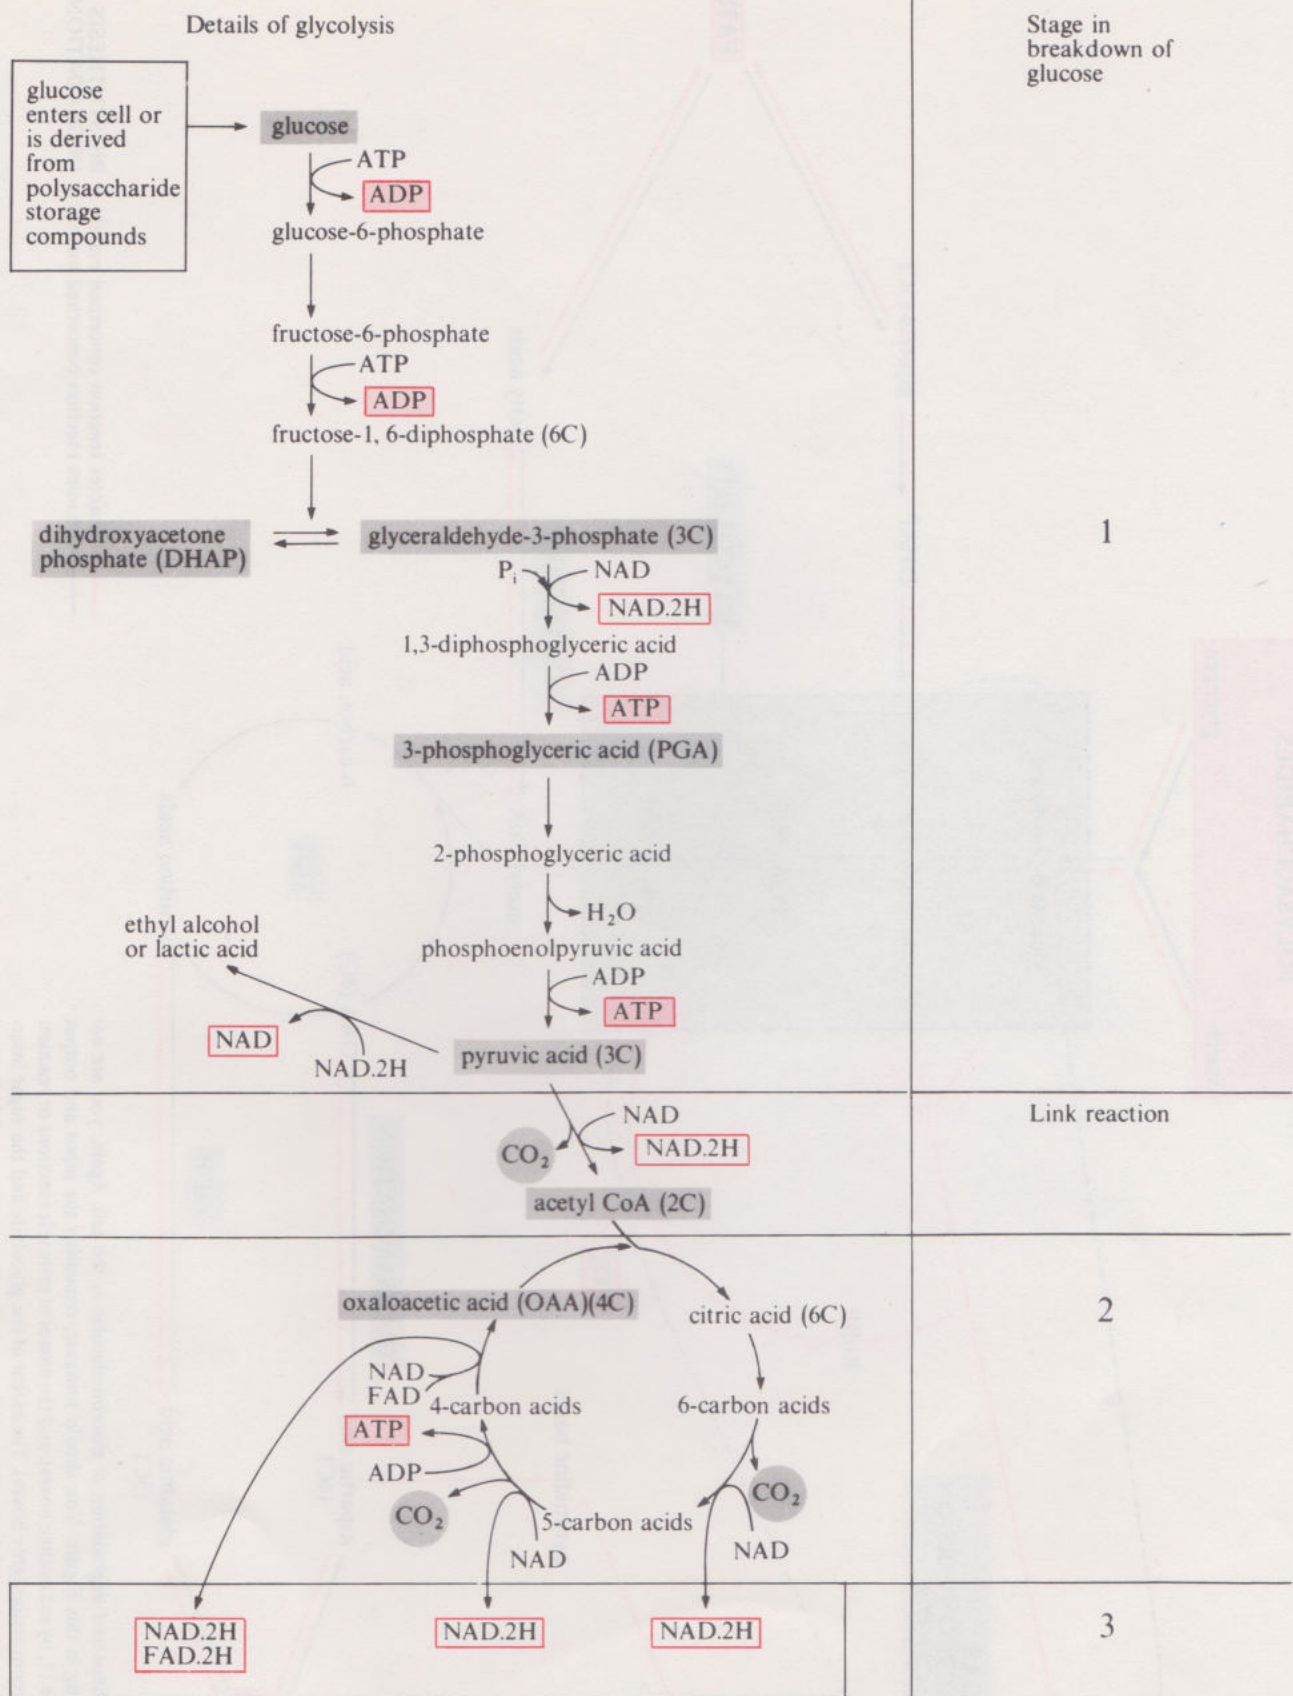 Details of glycolysis
Stage in
breakdown of
glucose
glucose
enters cell or
is derived
from
polysaccharide
storage
compounds
glucose
ATP
ADP
glucose-6-phosphate
fructose-6-phosphate
ATP
ADP
fructose-1, 6-diphosphate (6C)
dihydroxyacetone
phosphate (DHAP)
glyceraldehyde-3-phosphate (3C)
1
Pi
NAD
NAD.2H
1,3-diphosphoglyceric acid
ADP
ATP
3-phosphoglyceric acid (PGA)
2-phosphoglyceric acid
H₂O
ethyl alcohol
or lactic acid
phosphoenolpyruvic acid
ADP
ATP
NAD
NAD.2H
pyruvic acid (3C)
Link reaction
NAD
CO₂
NAD.2H
acetyl CoA (2C)
oxaloacetic acid (OAA)(4C)
citric acid (6C)
2
NAD
FAD
4-carbon acids
6-carbon acids
ATP
ADP
CO₂
CO₂
5-carbon acids
NAD
NAD
NAD.2H
FAD.2H
NAD.2H
NAD.2H
3